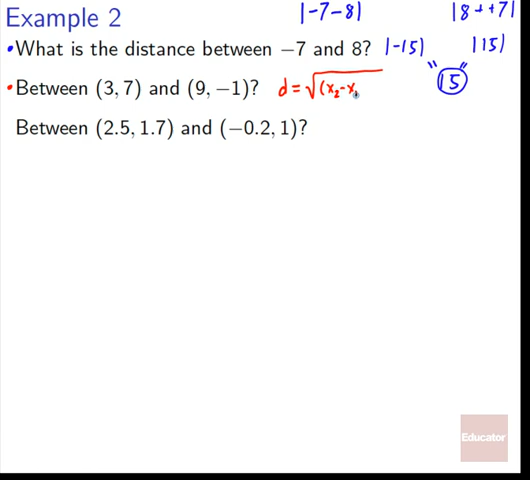 Example 2
|-7-8| |8++7|
•What is the distance between −7 and 8? |-15| |15|
" 15 "
•Between (3, 7) and (9, −1)? d=√(x₂-x,
Between (2.5, 1.7) and (−0.2, 1)?
Educator